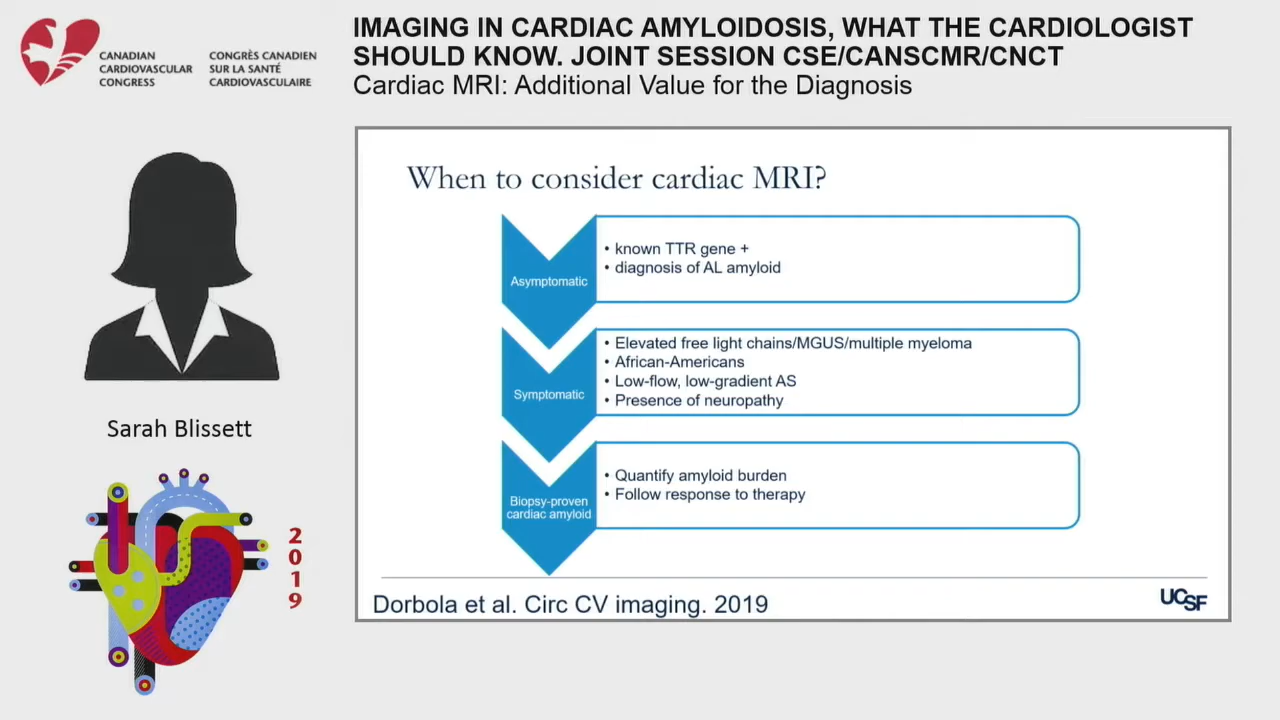 CANADIAN
CARDIOVASCULAR
CONGRESS
CONGRÈS CANADIEN
SUR LA SANTÉ
CARDIOVASCULAIRE
IMAGING IN CARDIAC AMYLOIDOSIS, WHAT THE CARDIOLOGIST
SHOULD KNOW. JOINT SESSION CSE/CANSCMR/CNCT
Cardiac MRI: Additional Value for the Diagnosis
When to consider cardiac MRI?
Asymptomatic
• known TTR gene +
• diagnosis of AL amyloid
Symptomatic
• Elevated free light chains/MGUS/multiple myeloma
• African-Americans
• Low-flow, low-gradient AS
• Presence of neuropathy
Biopsy-proven
cardiac amyloid
• Quantify amyloid burden
• Follow response to therapy
Dorbola et al. Circ CV imaging. 2019
UCSF
Sarah Blissett
2
0
1
9